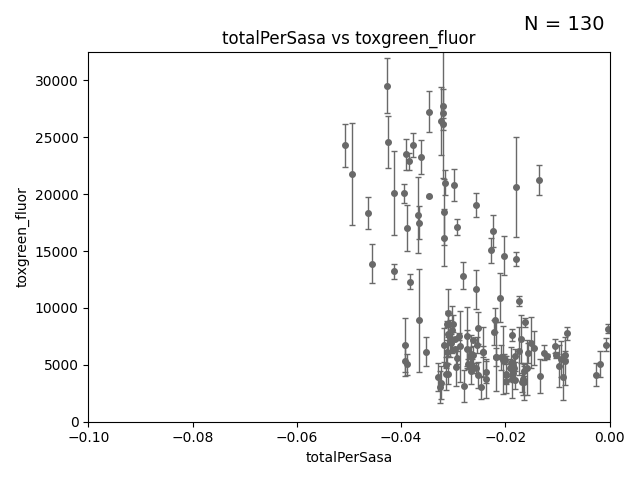 N = 130
totalPerSasa vs toxgreen_fluor
30000
25000
20000
15000
10000
5000
0
toxgreen_fluor
−0.10 −0.08 −0.06 −0.04 −0.02 0.00
totalPerSasa